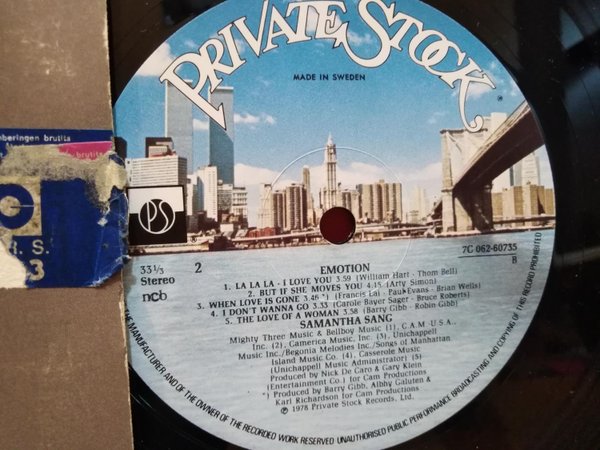 PRIVATE STOCK
MADE IN SWEDEN
mberingen brutits
R. S.
3
PS
33 1/3
Stereo
ncb
2
7C 062-60735
B
EMOTION
1. LA LA LA - I LOVE YOU 3.59 (William Hart - Thom Bell)
2. BUT IF SHE MOVES YOU 4.15 (Arty Simon)
3. WHEN LOVE IS GONE 3.46 *) (Francis Lai - Paul Evans - Brian Wells)
4. I DON'T WANNA GO 3.33 (Carole Bayer Sager - Bruce Roberts)
5. THE LOVE OF A WOMAN 3.58 (Barry Gibb - Robin Gibb)
SAMANTHA SANG
Mighty Three Music & Bellboy Music (1), C.A.M.-U.S.A.,
Inc. (2), Camerica Music, Inc. (3), Unichappell
Music Inc./Begonia Melodies Inc./Songs of Manhattan
Island Music Co. (4), Casserole Music
(Unichappell Music Administrator) (5)
Produced by Nick De Caro & Gary Klein
(Entertainment Co.) for Cam Productions
*) Produced by Barry Gibb, Albhy Galuten &
Karl Richardson for Cam Productions
℗ 1978 Private Stock Records, Ltd.
THE MANUFACTURER AND OF THE OWNER OF THE RECORDED WORK RESERVED UNAUTHORISED PUBLIC PERFORMANCE BROADCASTING AND COPYING OF THIS RECORD PROHIBITED